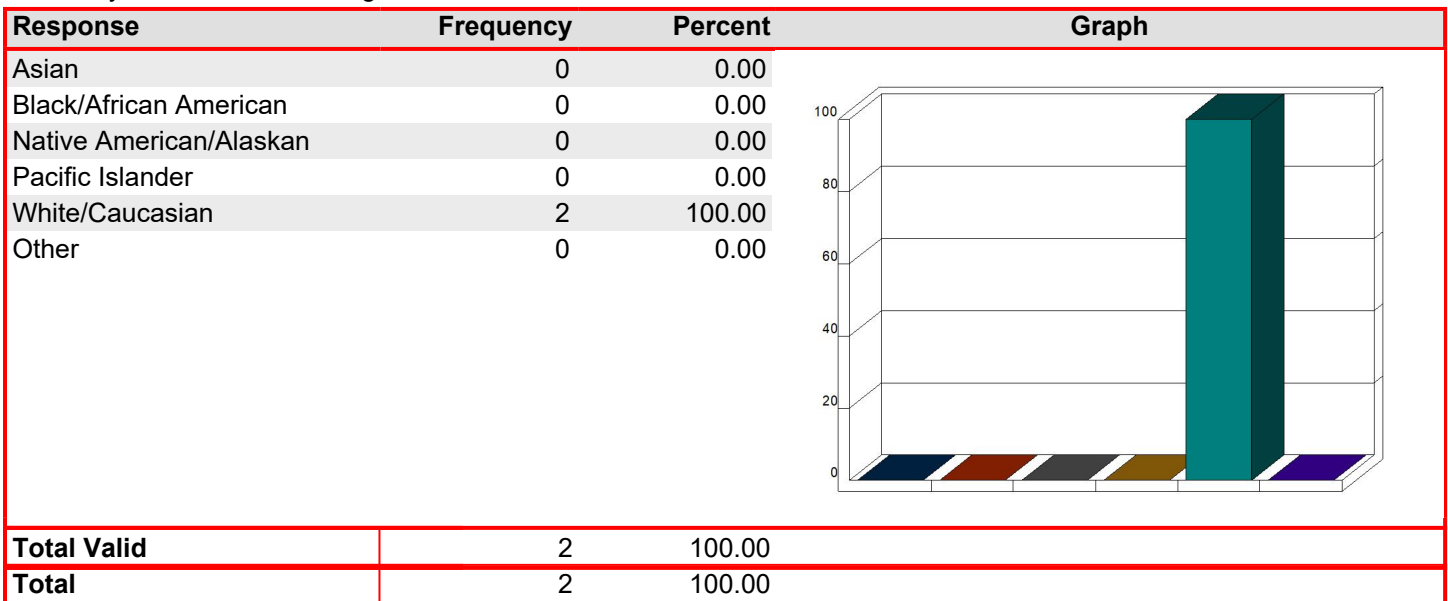 Response Frequency Percent Graph
Asian 0 0.00
Black/African American 0 0.00
Native American/Alaskan 0 0.00
Pacific Islander 0 0.00
White/Caucasian 2 100.00
Other 0 0.00
100
80
60
40
20
0
Total Valid 2 100.00
Total 2 100.00